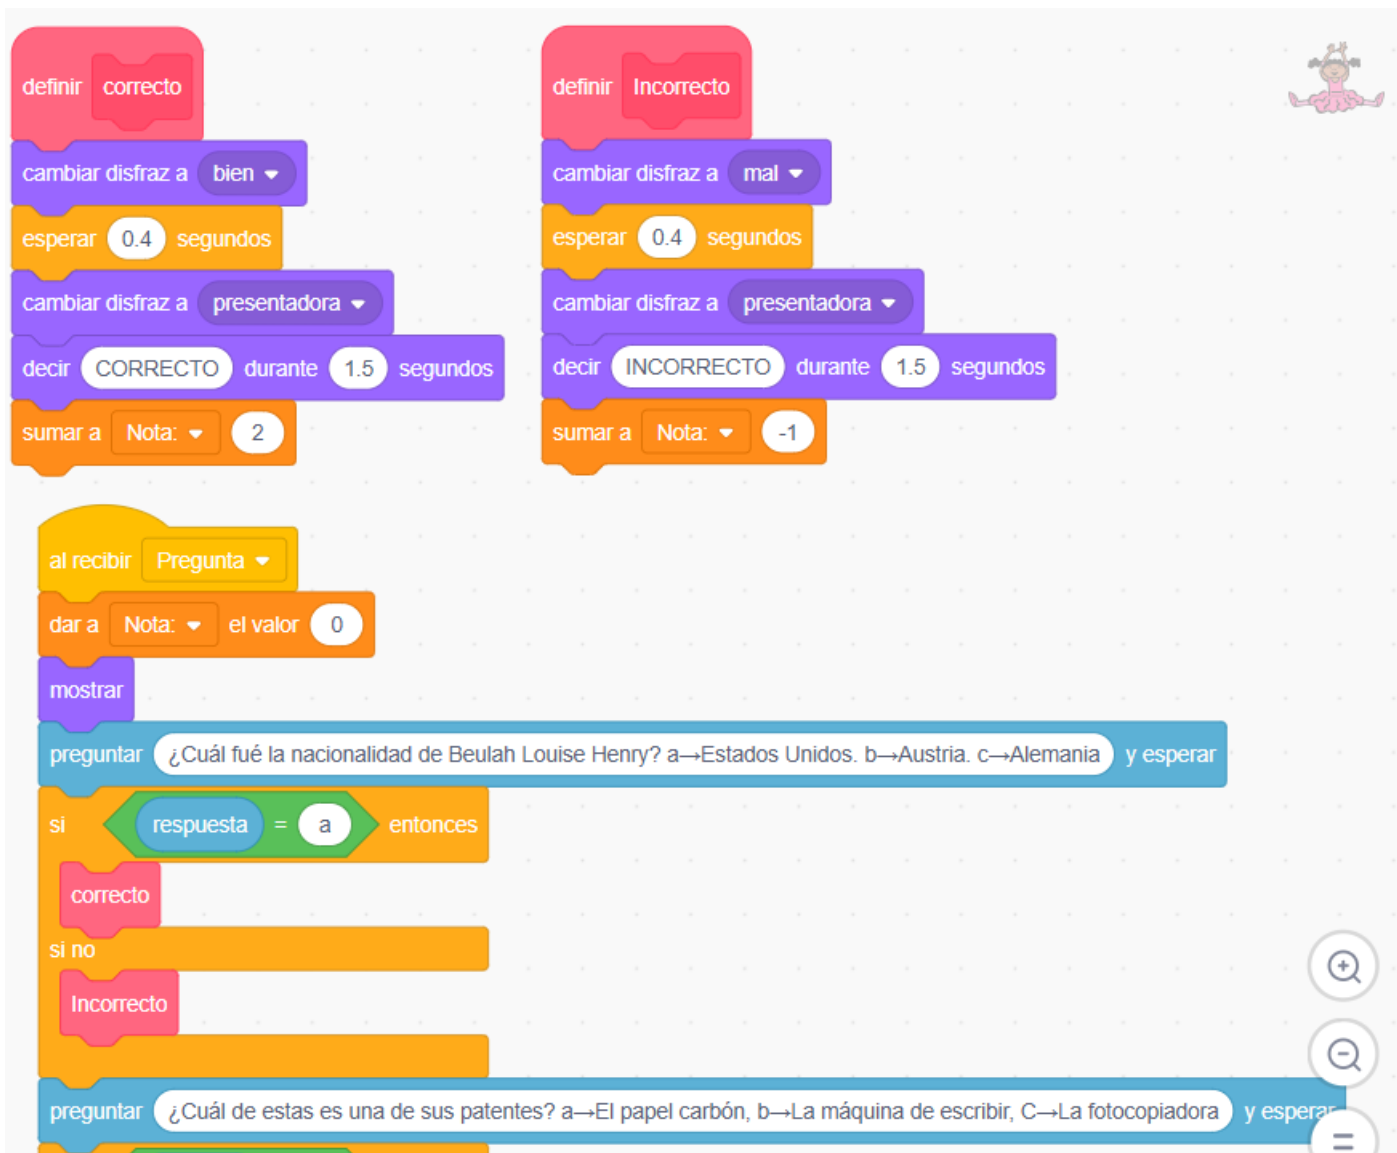 definir correcto
cambiar disfraz a bien
esperar 0.4 segundos
cambiar disfraz a presentadora
decir CORRECTO durante 1.5 segundos
sumar a Nota: 2
definir Incorrecto
cambiar disfraz a mal
esperar 0.4 segundos
cambiar disfraz a presentadora
decir INCORRECTO durante 1.5 segundos
sumar a Nota: -1
al recibir Pregunta
dar a Nota: el valor 0
mostrar
preguntar ¿Cuál fué la nacionalidad de Beulah Louise Henry? a→Estados Unidos. b→Austria. c→Alemania y esperar
si respuesta = a entonces
correcto
si no
Incorrecto
preguntar ¿Cuál de estas es una de sus patentes? a→El papel carbón, b→La máquina de escribir, C→La fotocopiadora y esperar